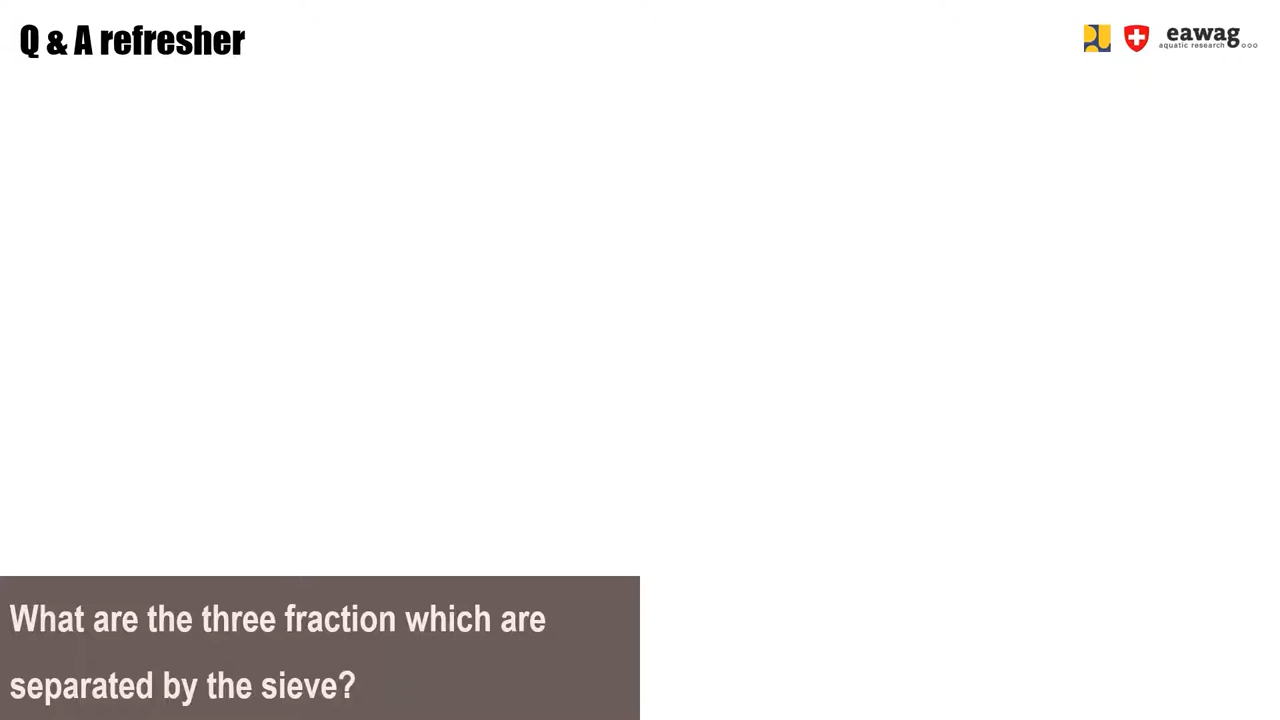 Q & A refresher
eawag
aquatic research
What are the three fraction which are
separated by the sieve?